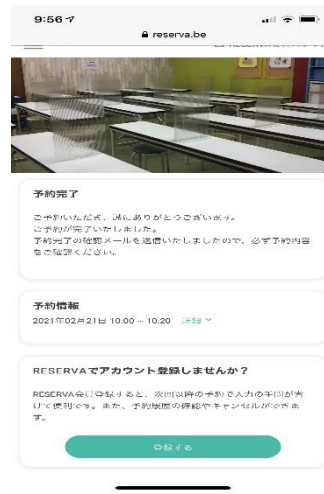 9:56
reserva.be
予約完了
ご予約いただき、誠にありがとうございます。
ご予約が完了いたしました。
予約完了の確認メールを送信いたしましたので、必ず予約内容
をご確認ください。
予約情報
2021年02月21日 10:00 ~ 10:20 詳細
RESERVAでアカウント登録しませんか？
RESERVA会員登録すると、次回以降の予約で入力の手間が省
けて便利です。また、予約履歴の確認やキャンセルができま
す。
登録する